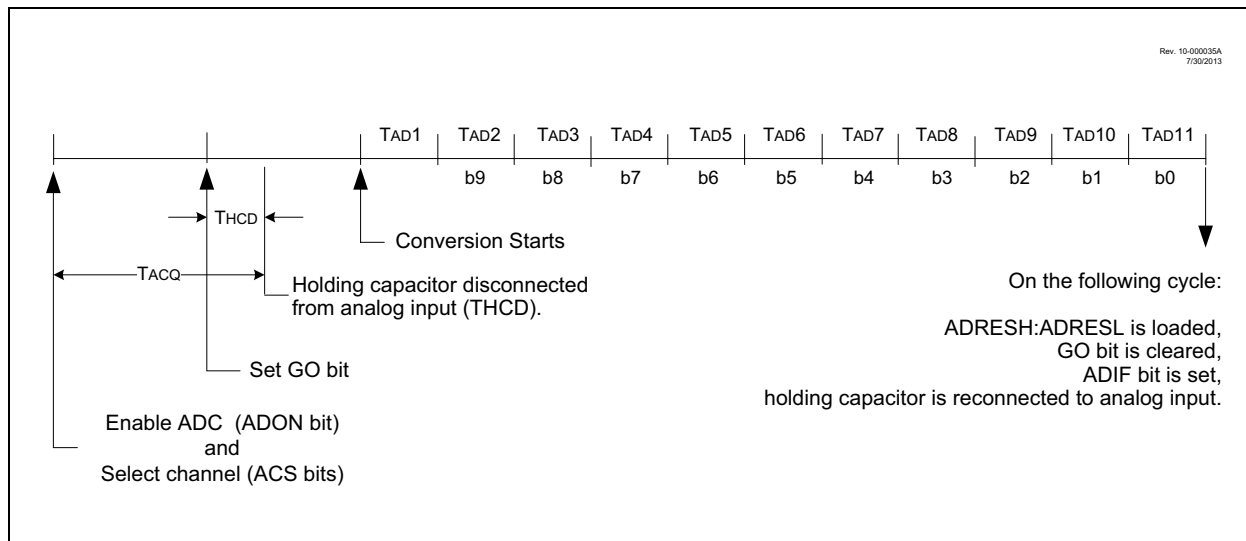 Rev. 10-000035A
7/30/2013
TAD1 TAD2 TAD3 TAD4 TAD5 TAD6 TAD7 TAD8 TAD9 TAD10 TAD11
b9 b8 b7 b6 b5 b4 b3 b2 b1 b0
THCD
Conversion Starts
TACQ
Holding capacitor disconnected
from analog input (THCD).
Set GO bit
Enable ADC (ADON bit)
and
Select channel (ACS bits)
On the following cycle:
ADRESH:ADRESL is loaded,
GO bit is cleared,
ADIF bit is set,
holding capacitor is reconnected to analog input.